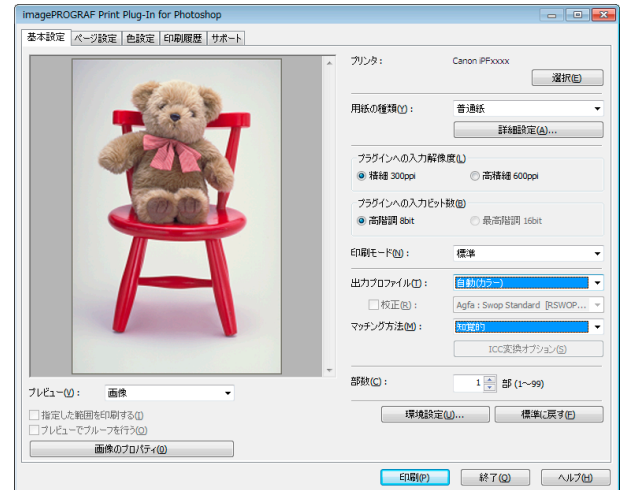 imagePROGRAF Print Plug-In for Photoshop
基本設定 ページ設定 色設定 印刷履歴 サポート
プリンタ： Canon iPFxxxx
選択(E)
用紙の種類(Y)： 普通紙
詳細設定(A)...
プラグインへの入力解像度(L)
精細 300ppi 高精細 600ppi
プラグインへの入力ビット数(B)
高階調 8bit 最高階調 16bit
印刷モード(N)： 標準
出力プロファイル(T)： 自動(カラー)
校正(R)： Agfa : Swop Standard [RSWOP...
マッチング方法(M)： 知覚的
ICC変換オプション(S)
部数(C)： 1 部 (1～99)
プレビュー(V)： 画像
指定した範囲を印刷する(I)
プレビューでプルーフを行う(O)
画像のプロパティ(0)
環境設定(U)... 標準に戻す(F)
印刷(P) 終了(Q) ヘルプ(H)